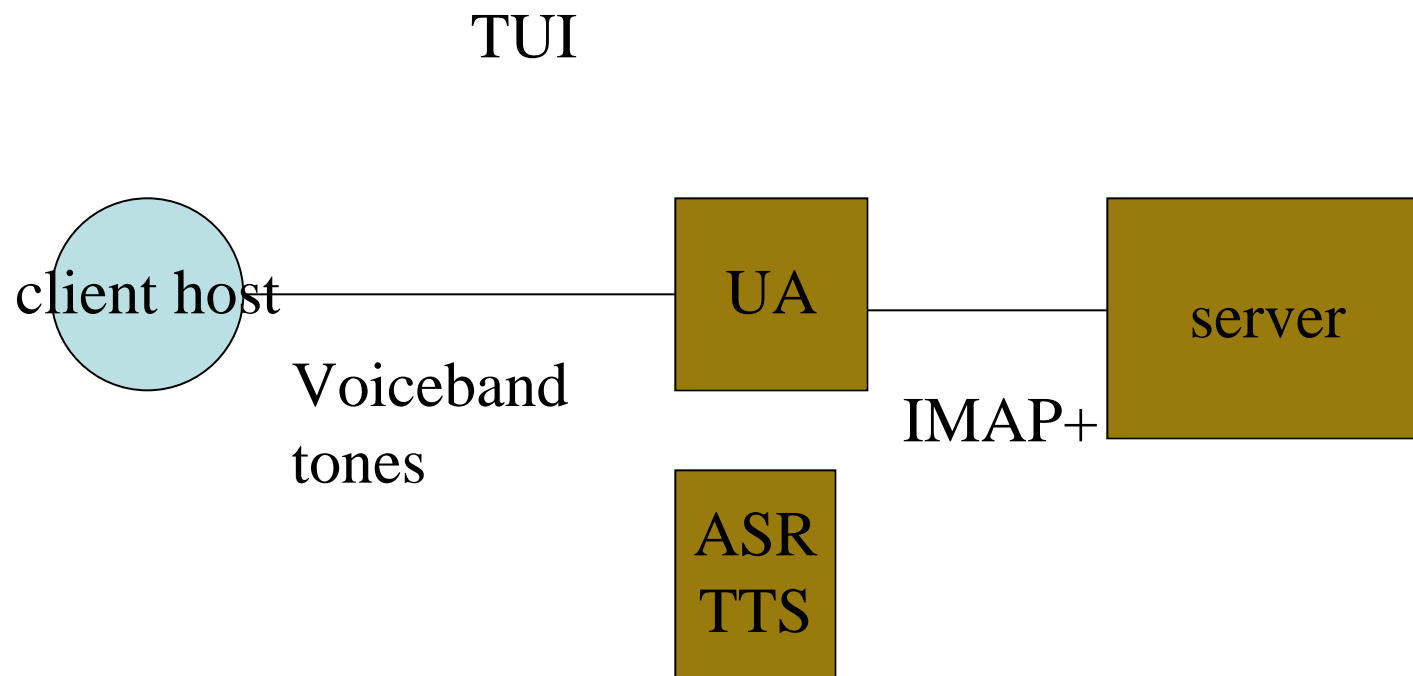 TUI
client host
UA
server
Voiceband
tones
IMAP+
ASR
TTS